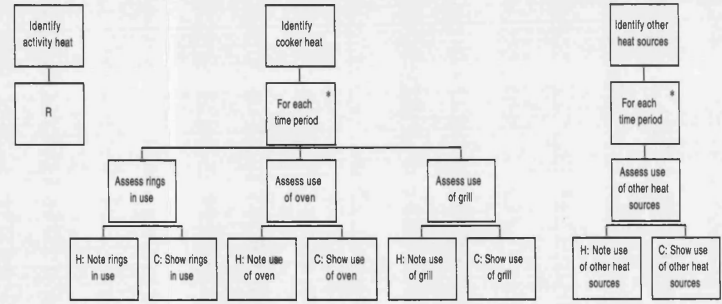 Identify
activity heat
Identify
cooker heat
Identify other
heat sources
R
For each *
time period
For each *
time period
Assess rings
in use
Assess use
of oven
Assess use
of grill
Assess use
of other heat
sources
H: Note rings
in use
C: Show rings
in use
H: Note use
of oven
C: Show use
of oven
H: Note use
of grill
C: Show use
of grill
H: Note use
of other heat
sources
C: Show use
of other heat
sources